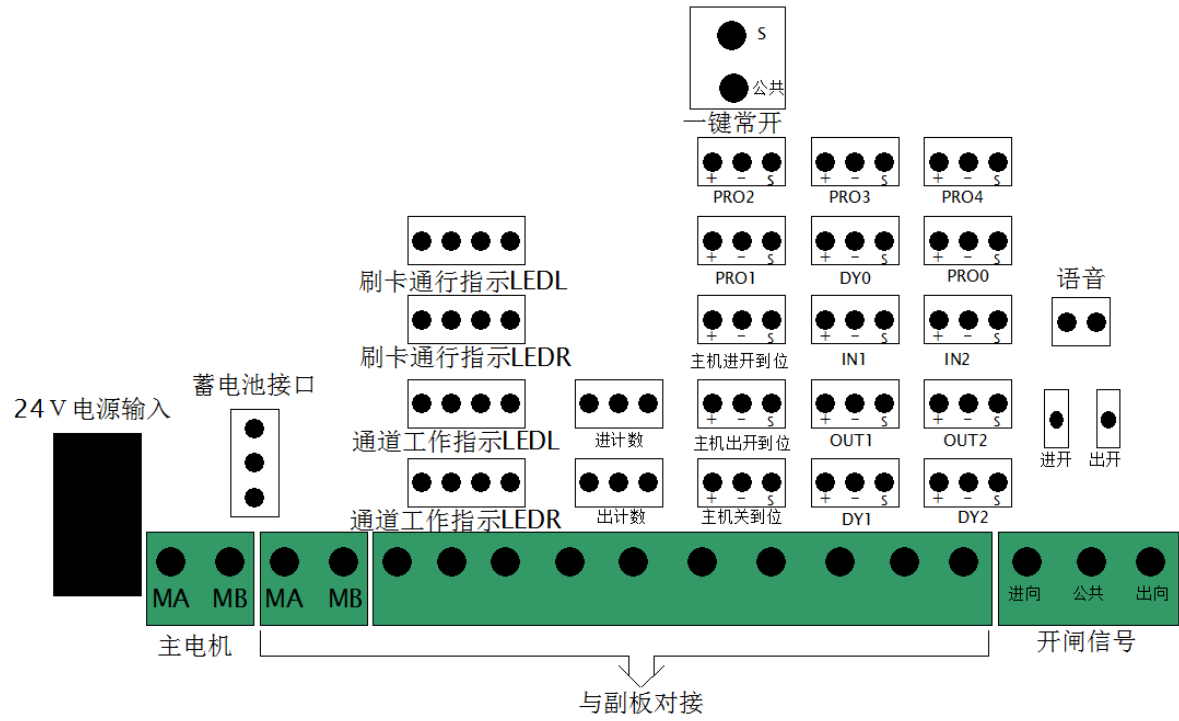 S
公共
一键常开
+ - S + - S + - S
PRO2 PRO3 PRO4
+ - S + - S + - S
刷卡通行指示LEDL PRO1 DY0 PRO0 语音
+ - S + - S + - S
刷卡通行指示LEDR 主机进开到位 IN1 IN2
蓄电池接口
24V电源输入
+ - S + - S + - S
通道工作指示LEDL 进计数 主机出开到位 OUT1 OUT2 进开 出开
+ - S + - S + - S
通道工作指示LEDR 出计数 主机关到位 DY1 DY2
MA MB MA MB 进向 公共 出向
主电机 开闸信号
与副板对接